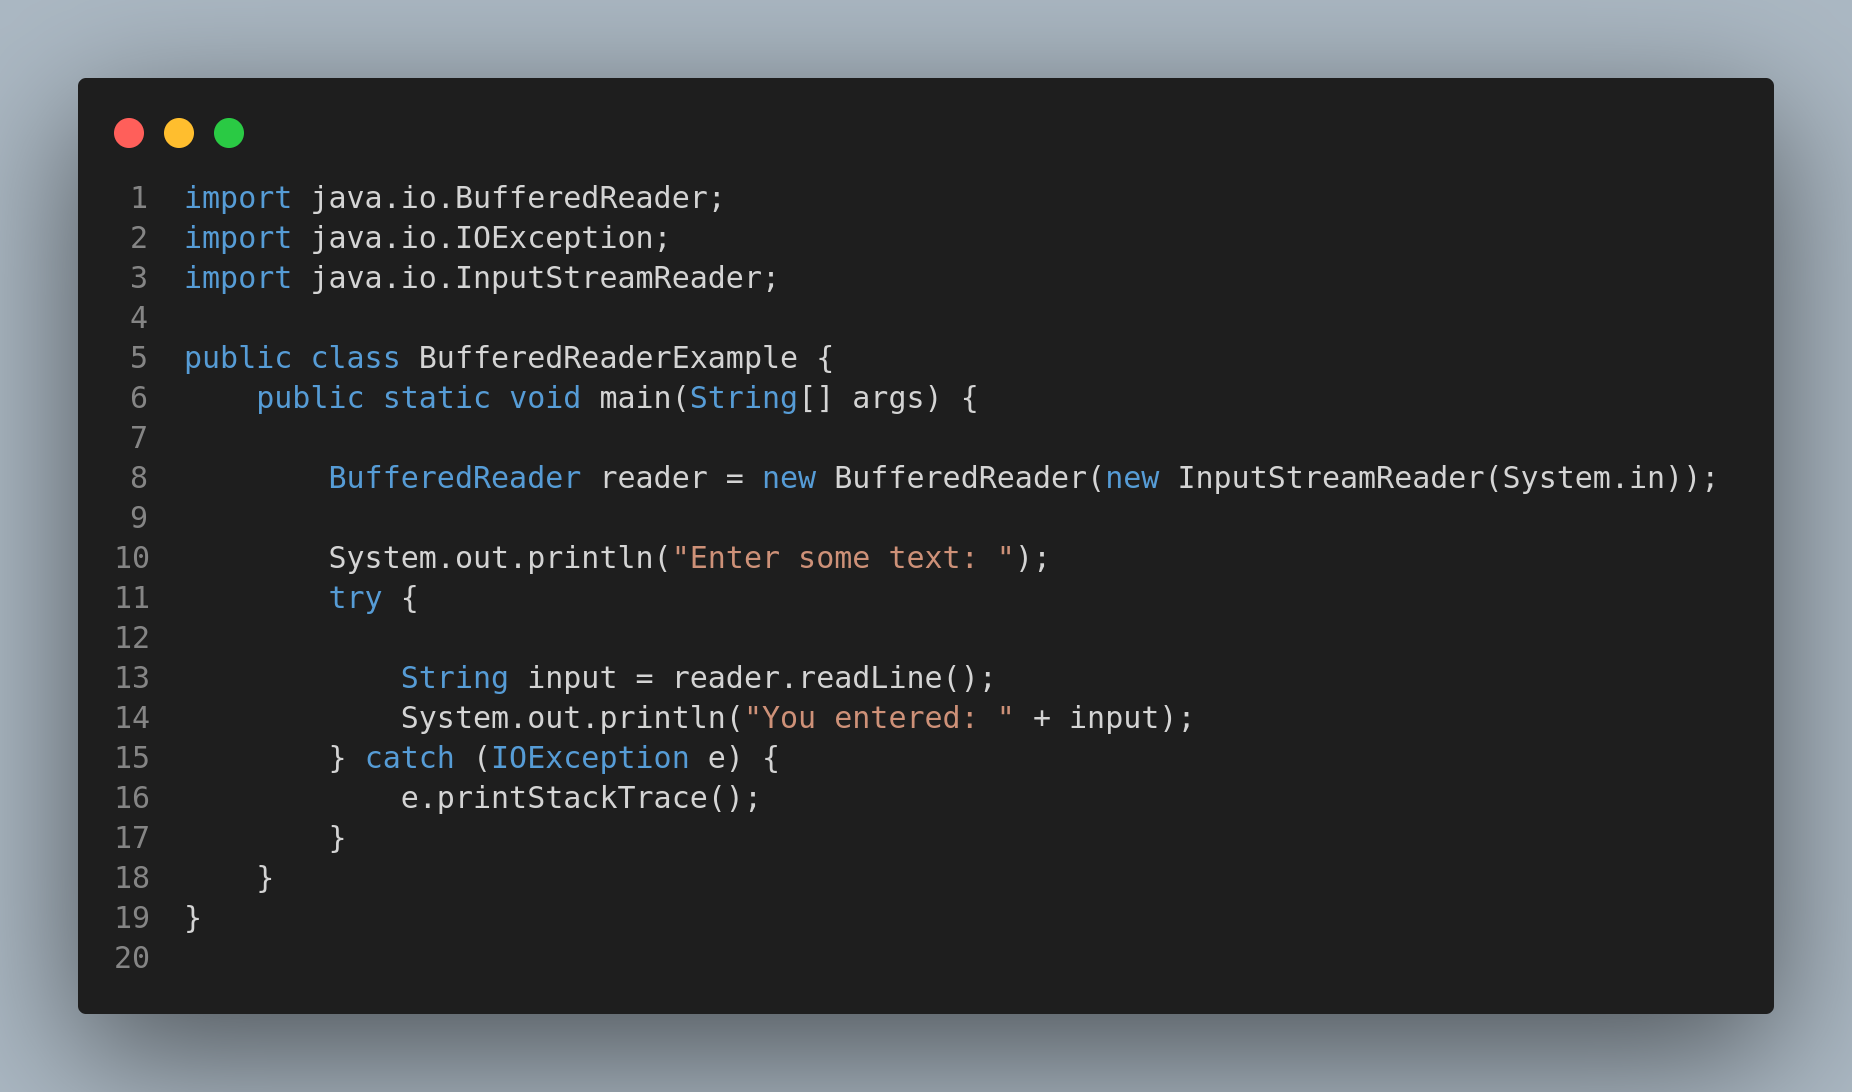 1 import java.io.BufferedReader;
2 import java.io.IOException;
3 import java.io.InputStreamReader;
4
5 public class BufferedReaderExample {
6     public static void main(String[] args) {
7
8         BufferedReader reader = new BufferedReader(new InputStreamReader(System.in));
9
10         System.out.println("Enter some text: ");
11         try {
12
13             String input = reader.readLine();
14             System.out.println("You entered: " + input);
15         } catch (IOException e) {
16             e.printStackTrace();
17         }
18     }
19 }
20